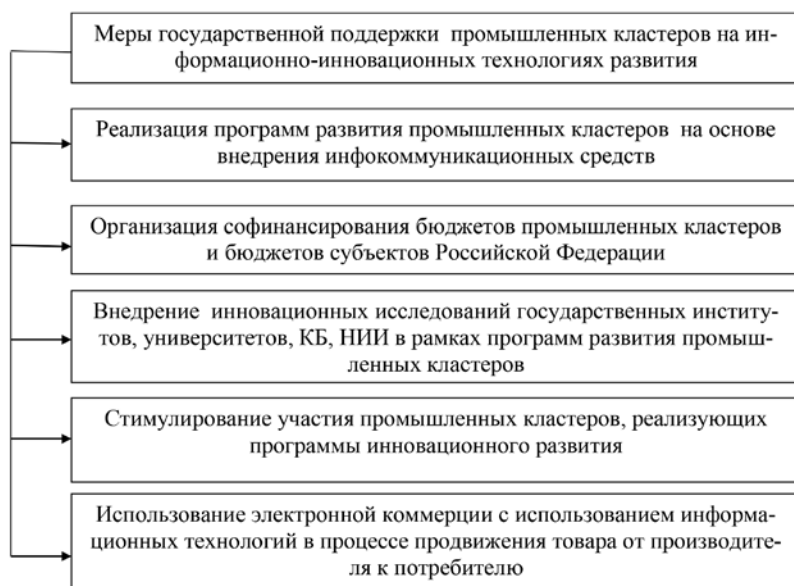 Меры государственной поддержки промышленных кластеров на ин-
формационно-инновационных технологиях развития
Реализация программ развития промышленных кластеров на основе
внедрения инфокоммуникационных средств
Организация софинансирования бюджетов промышленных кластеров
и бюджетов субъектов Российской Федерации
Внедрение инновационных исследований государственных институ-
тов, университетов, КБ, НИИ в рамках программ развития промыш-
ленных кластеров
Стимулирование участия промышленных кластеров, реализующих
программы инновационного развития
Использование электронной коммерции с использованием информа-
ционных технологий в процессе продвижения товара от производите-
ля к потребителю